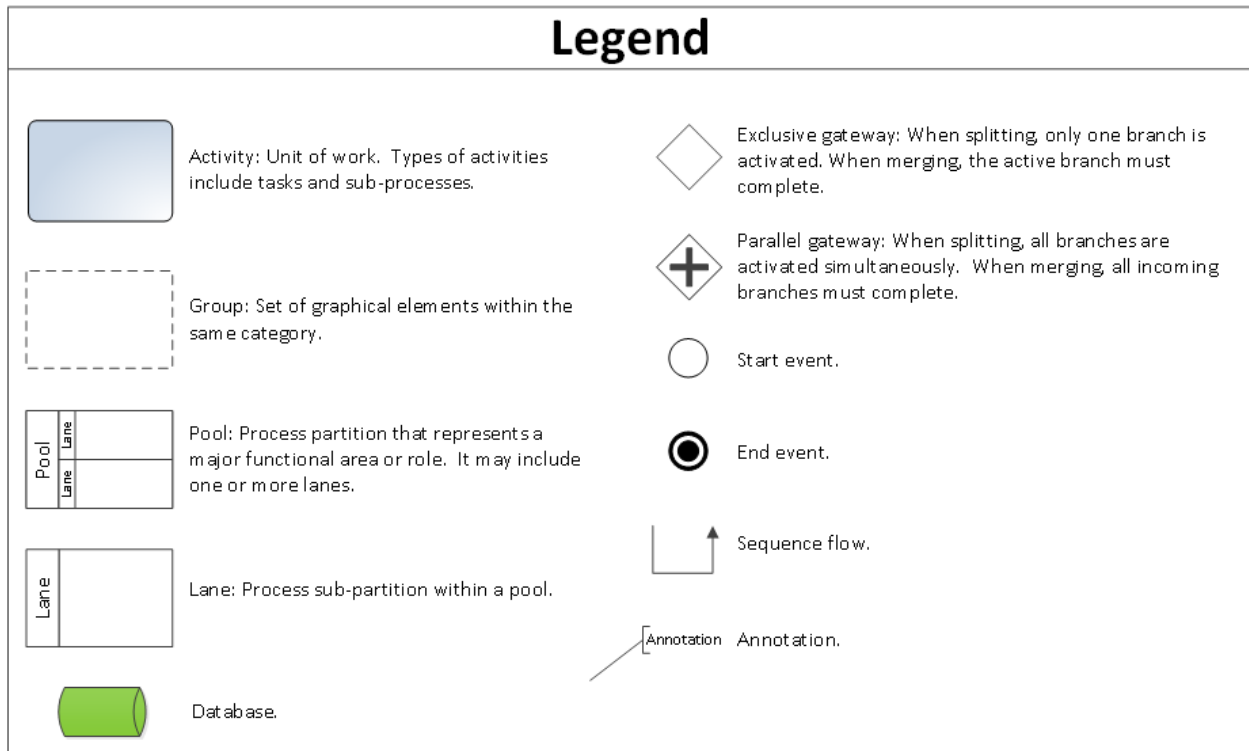 Legend
Activity: Unit of work. Types of activities
include tasks and sub-processes.
Group: Set of graphical elements within the
same category.
Pool
Lane
Lane
Pool: Process partition that represents a
major functional area or role. It may include
one or more lanes.
Lane
Lane: Process sub-partition within a pool.
Database.
Exclusive gateway: When splitting, only one branch is
activated. When merging, the active branch must
complete.
Parallel gateway: When splitting, all branches are
activated simultaneously. When merging, all incoming
branches must complete.
Start event.
End event.
Sequence flow.
Annotation
Annotation.